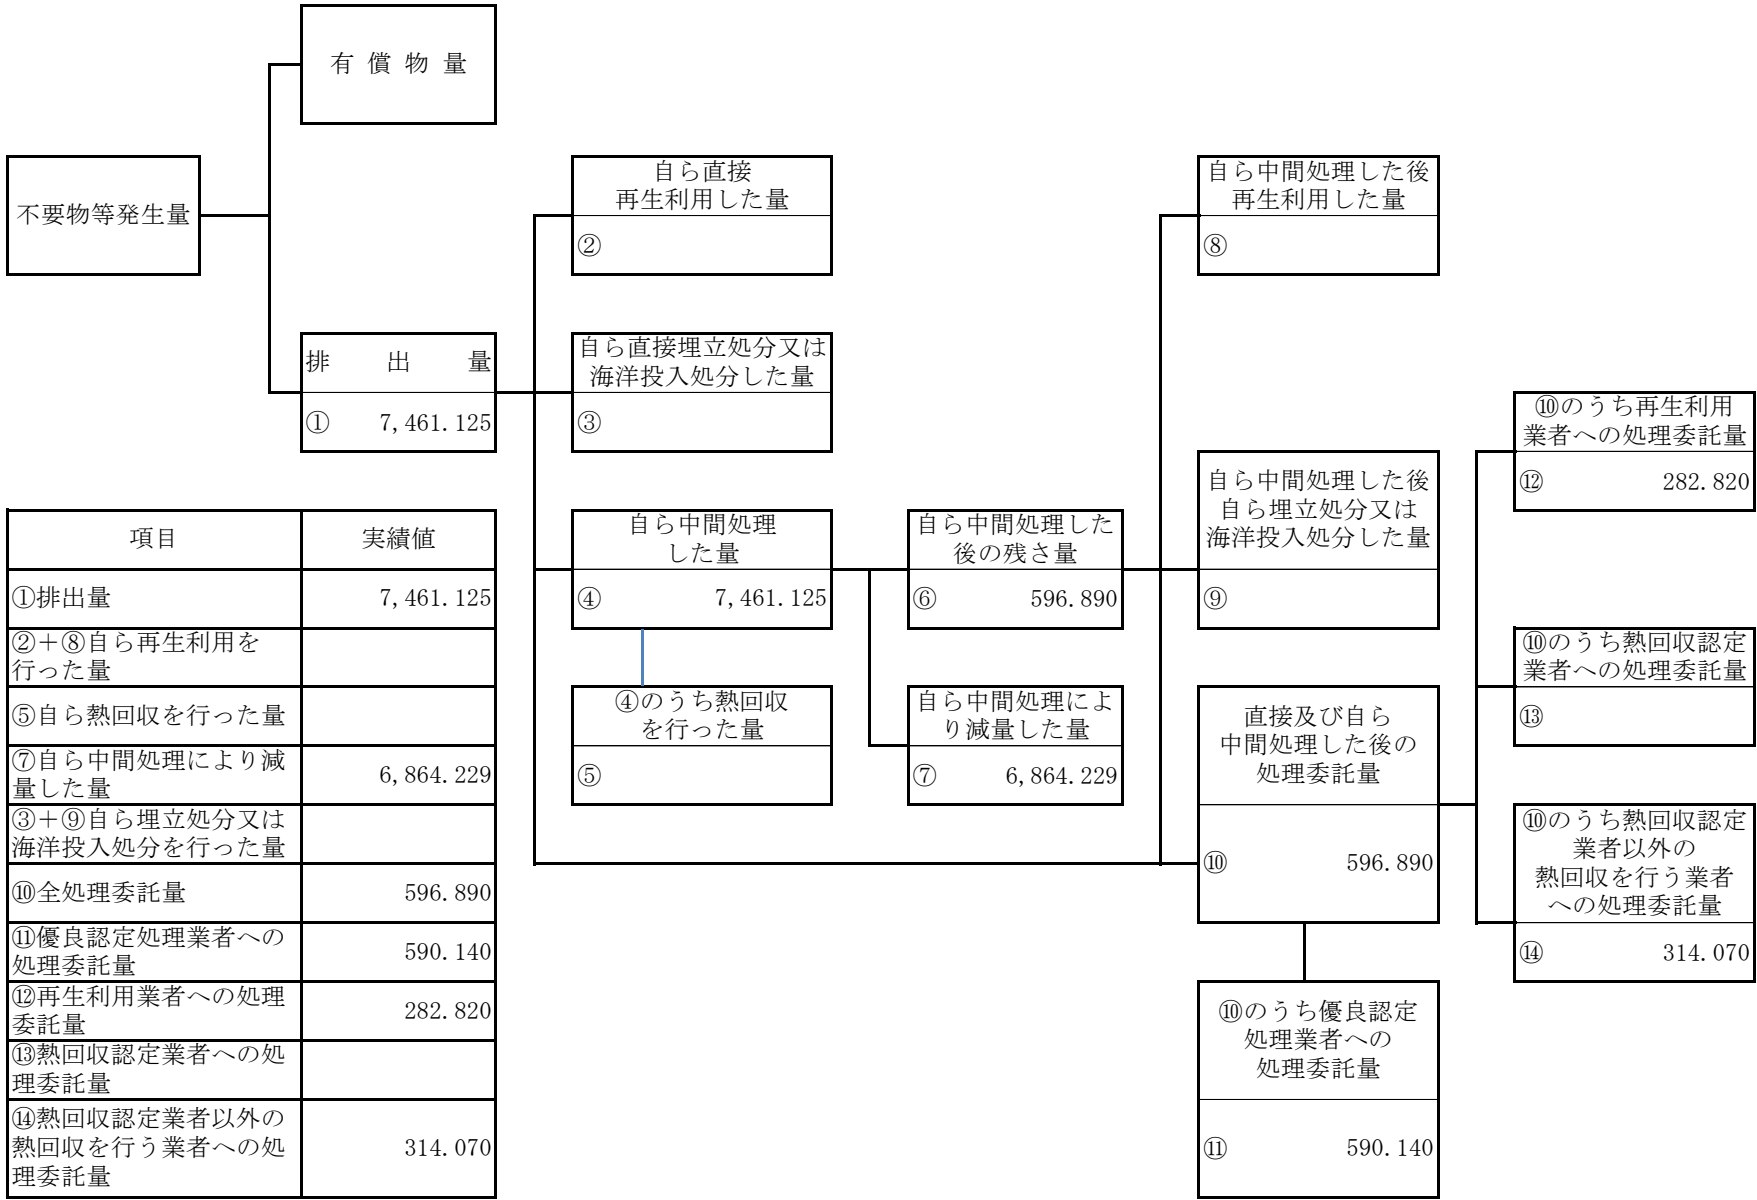 有償物量
不要物等発生量
自ら直接
再生利用した量
②
自ら中間処理した後
再生利用した量
⑧
排出量
① 7,461.125
自ら直接埋立処分又は
海洋投入処分した量
③
⑩のうち再生利用
業者への処理委託量
⑫ 282.820
自ら中間処理した後
自ら埋立処分又は
海洋投入処分した量
⑨
自ら中間処理
した量
④ 7,461.125
自ら中間処理した
後の残さ量
⑥ 596.890
⑩のうち熱回収認定
業者への処理委託量
⑬
④のうち熱回収
を行った量
⑤
自ら中間処理によ
り減量した量
⑦ 6,864.229
直接及び自ら
中間処理した後の
処理委託量
⑩ 596.890
⑩のうち熱回収認定
業者以外の
熱回収を行う業者
への処理委託量
⑭ 314.070
⑩のうち優良認定
処理業者への
処理委託量
⑪ 590.140
項目 実績値
①排出量 7,461.125
②＋⑧自ら再生利用を
行った量
⑤自ら熱回収を行った量
⑦自ら中間処理により減
量した量 6,864.229
③＋⑨自ら埋立処分又は
海洋投入処分を行った量
⑩全処理委託量 596.890
⑪優良認定処理業者への
処理委託量 590.140
⑫再生利用業者への処理
委託量 282.820
⑬熱回収認定業者への処
理委託量
⑭熱回収認定業者以外の
熱回収を行う業者への処
理委託量 314.070